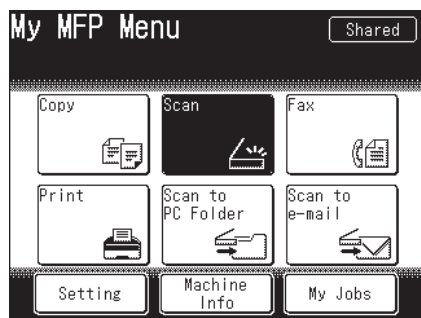 My MFP Menu
Shared
Copy
Scan
Fax
Print
Scan to
PC Folder
Scan to
e-mail
Setting
Machine
Info
My Jobs